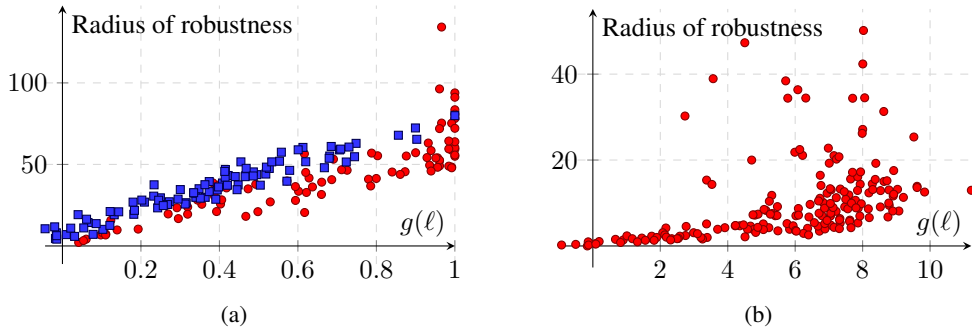 Radius of robustness
100
50
0.2 0.4 0.6 0.8 1
g(ℓ)
(a)
Radius of robustness
40
20
2 4 6 8 10
g(ℓ)
(b)